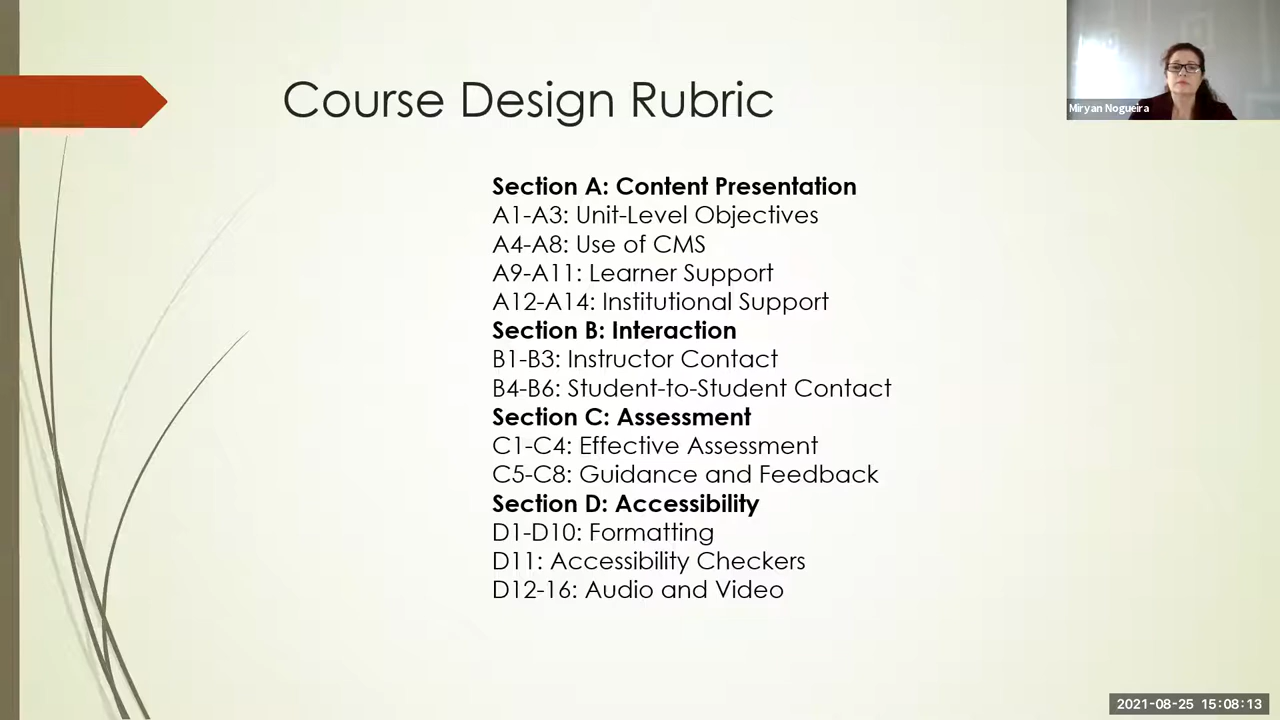 Course Design Rubric
Miryan Nogueira
Section A: Content Presentation
A1-A3: Unit-Level Objectives
A4-A8: Use of CMS
A9-A11: Learner Support
A12-A14: Institutional Support
Section B: Interaction
B1-B3: Instructor Contact
B4-B6: Student-to-Student Contact
Section C: Assessment
C1-C4: Effective Assessment
C5-C8: Guidance and Feedback
Section D: Accessibility
D1-D10: Formatting
D11: Accessibility Checkers
D12-16: Audio and Video
2021-08-25 15:08:13